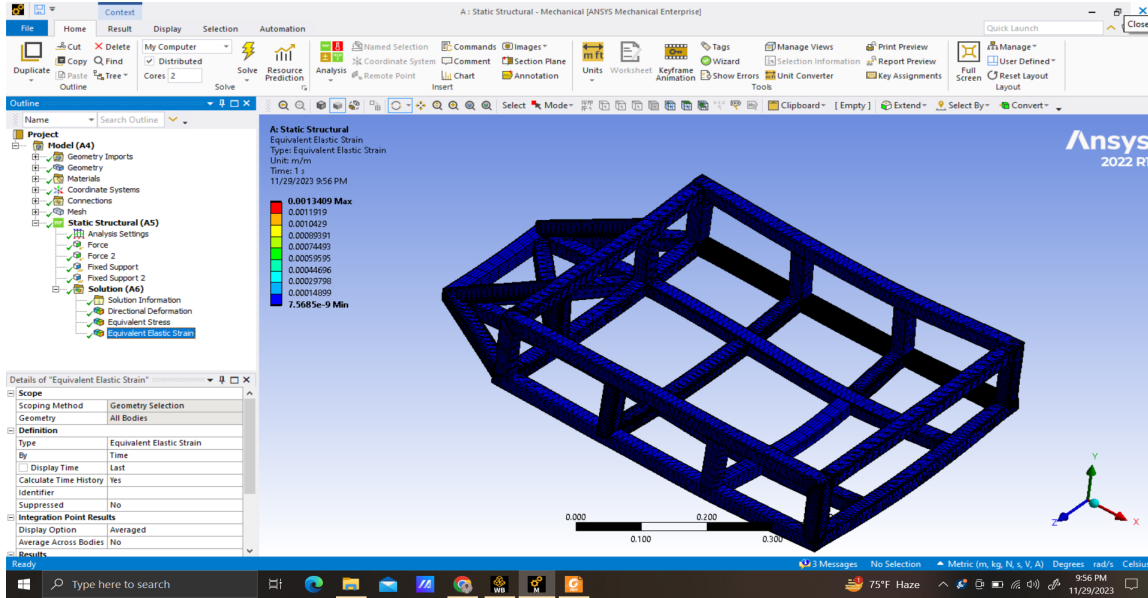 Context
A : Static Structural - Mechanical [ANSYS Mechanical Enterprise]
Close
File Home Result Display Selection Automation
Quick Launch
Duplicate
Cut Delete
Copy Find
Paste Tree
Outline
My Computer
Distributed
Cores 2
Solve
Resource
Prediction
Solve
Analysis
Named Selection
Coordinate System
Remote Point
Commands
Comment
Chart
Images
Section Plane
Annotation
Insert
Units
Worksheet
Keyframe
Animation
Tags
Wizard
Show Errors
Manage Views
Selection Information
Unit Converter
Print Preview
Report Preview
Key Assignments
Tools
Full
Screen
Manage
User Defined
Reset Layout
Layout
Outline
Name Search Outline
Select Mode Clipboard [ Empty ] Extend Select By Convert
Project
Model (A4)
Geometry Imports
Geometry
Materials
Coordinate Systems
Connections
Mesh
Static Structural (A5)
Analysis Settings
Force
Force 2
Fixed Support
Fixed Support 2
Solution (A6)
Solution Information
Directional Deformation
Equivalent Stress
Equivalent Elastic Strain
A: Static Structural
Equivalent Elastic Strain
Type: Equivalent Elastic Strain
Unit: m/m
Time: 1 s
11/29/2023 9:56 PM
0.0013409 Max
0.0011919
0.0010429
0.00089391
0.00074493
0.00059595
0.00044696
0.00029798
0.00014899
7.5685e-9 Min
Ansys
2022 R1
Details of "Equivalent Elastic Strain"
Scope
Scoping Method Geometry Selection
Geometry All Bodies
Definition
Type Equivalent Elastic Strain
By Time
Display Time Last
Calculate Time History Yes
Identifier
Suppressed No
Integration Point Results
Display Option Averaged
Average Across Bodies No
Results
0.000 0.200
0.100 0.300
Y
Z X
Ready 3 Messages No Selection Metric (m, kg, N, s, V, A) Degrees rad/s Celsius
Type here to search
WB
M
75°F Haze
9:56 PM
11/29/2023